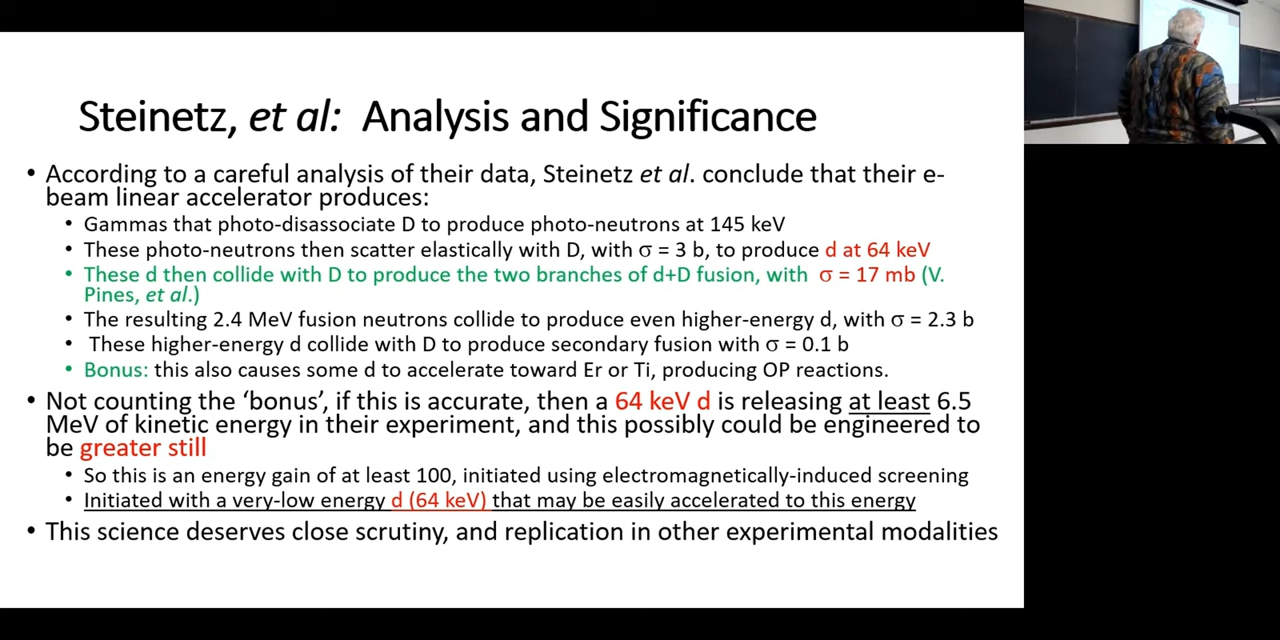 Steinetz, et al: Analysis and Significance
• According to a careful analysis of their data, Steinetz et al. conclude that their e-
beam linear accelerator produces:
• Gammas that photo-disassociate D to produce photo-neutrons at 145 keV
• These photo-neutrons then scatter elastically with D, with σ = 3 b, to produce d at 64 keV
• These d then collide with D to produce the two branches of d+D fusion, with σ = 17 mb (V.
Pines, et al.)
• The resulting 2.4 MeV fusion neutrons collide to produce even higher-energy d, with σ = 2.3 b
• These higher-energy d collide with D to produce secondary fusion with σ = 0.1 b
• Bonus: this also causes some d to accelerate toward Er or Ti, producing OP reactions.
• Not counting the ‘bonus’, if this is accurate, then a 64 keV d is releasing at least 6.5
MeV of kinetic energy in their experiment, and this possibly could be engineered to
be greater still
• So this is an energy gain of at least 100, initiated using electromagnetically-induced screening
• Initiated with a very-low energy d (64 keV) that may be easily accelerated to this energy
• This science deserves close scrutiny, and replication in other experimental modalities